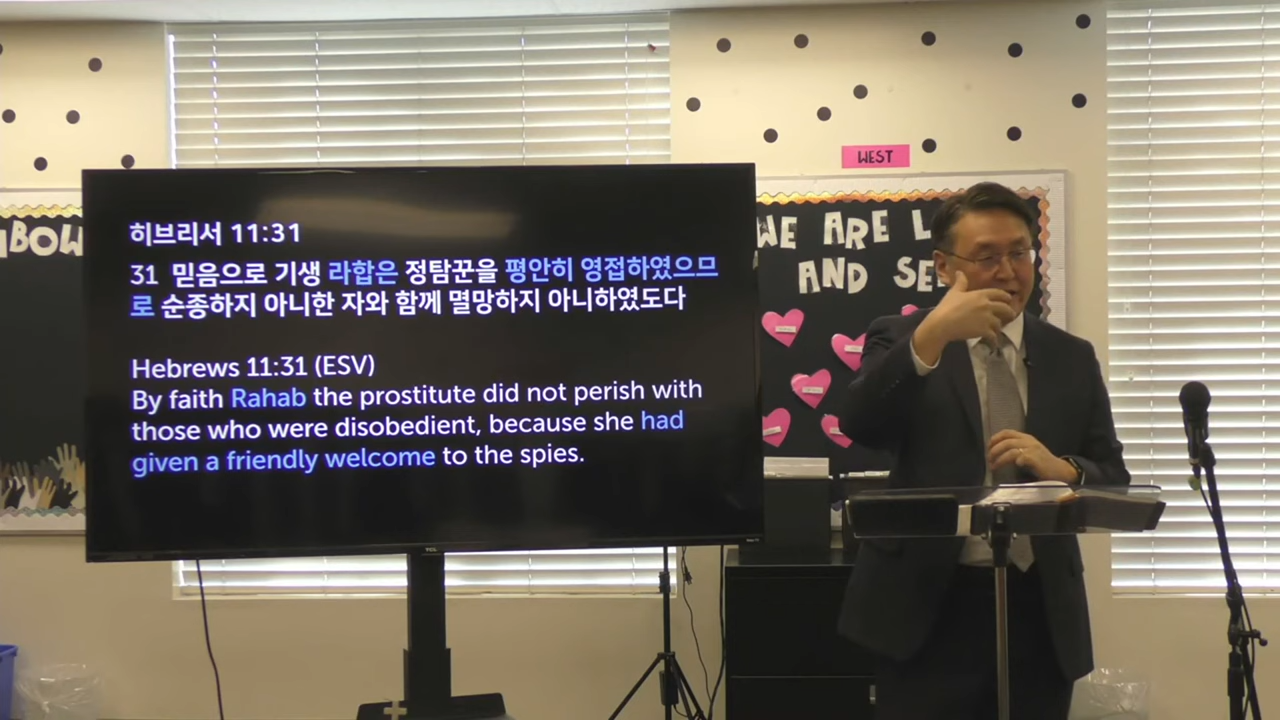 WEST
WE ARE
AND
히브리서 11:31
31 믿음으로 기생 라합은 정탐꾼을 평안히 영접하였으므
로 순종하지 아니한 자와 함께 멸망하지 아니하였도다
Hebrews 11:31 (ESV)
By faith Rahab the prostitute did not perish with
those who were disobedient, because she had
given a friendly welcome to the spies.
TCL